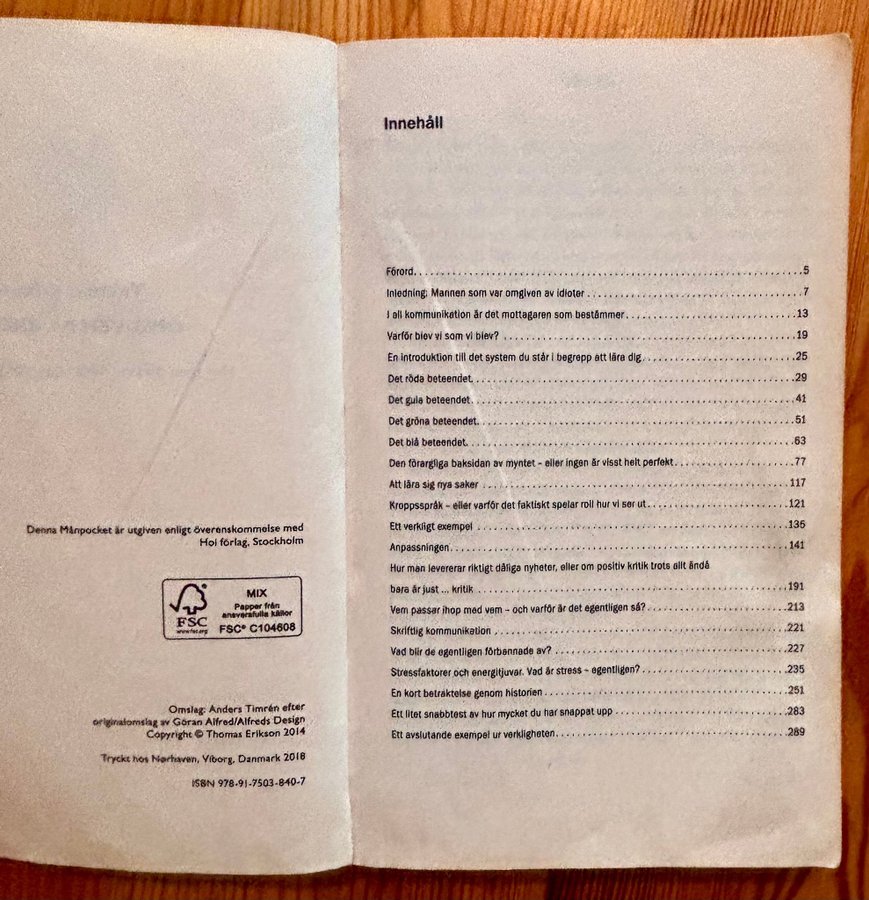 Denna Månpocket är utgiven enligt överenskommelse med
Hoi förlag, Stockholm
FSC
www.fsc.org
MIX
Papper från
ansvarsfulla källor
FSC® C104608
Omslag: Anders Timrén efter
originalomslag av Göran Alfred/Alfreds Design
Copyright © Thomas Erikson 2014
Tryckt hos Nørhaven, Viborg, Danmark 2018
ISBN 978-91-7503-840-7
Innehåll
Förord. . . . . . . . . . . . . . . . . . . . 5
Inledning: Mannen som var omgiven av idioter . . . . . . . . . . 7
I all kommunikation är det mottagaren som bestämmer. . . . . . . . . . 13
Varför blev vi som vi blev? . . . . . . . . . . 19
En introduktion till det system du står i begrepp att lära dig. . . . . . . . . . 25
Det röda beteendet. . . . . . . . . . 29
Det gula beteendet. . . . . . . . . . 41
Det gröna beteendet. . . . . . . . . . 51
Det blå beteendet. . . . . . . . . . 63
Den förargliga baksidan av myntet – eller ingen är visst helt perfekt. . . . . . . . . . 77
Att lära sig nya saker . . . . . . . . . . 117
Kroppsspråk – eller varför det faktiskt spelar roll hur vi ser ut. . . . . . . . . . 121
Ett verkligt exempel . . . . . . . . . . 135
Anpassningen. . . . . . . . . . 141
Hur man levererar riktigt dåliga nyheter, eller om positiv kritik trots allt ändå
bara är just ... kritik . . . . . . . . . . 191
Vem passar ihop med vem – och varför är det egentligen så? . . . . . . . . . . 213
Skriftlig kommunikation . . . . . . . . . . 221
Vad blir de egentligen förbannade av? . . . . . . . . . . 227
Stressfaktorer och energitjuvar. Vad är stress – egentligen? . . . . . . . . . . 235
En kort betraktelse genom historien . . . . . . . . . . 251
Ett litet snabbtest av hur mycket du har snappat upp . . . . . . . . . . 283
Ett avslutande exempel ur verkligheten. . . . . . . . . . 289